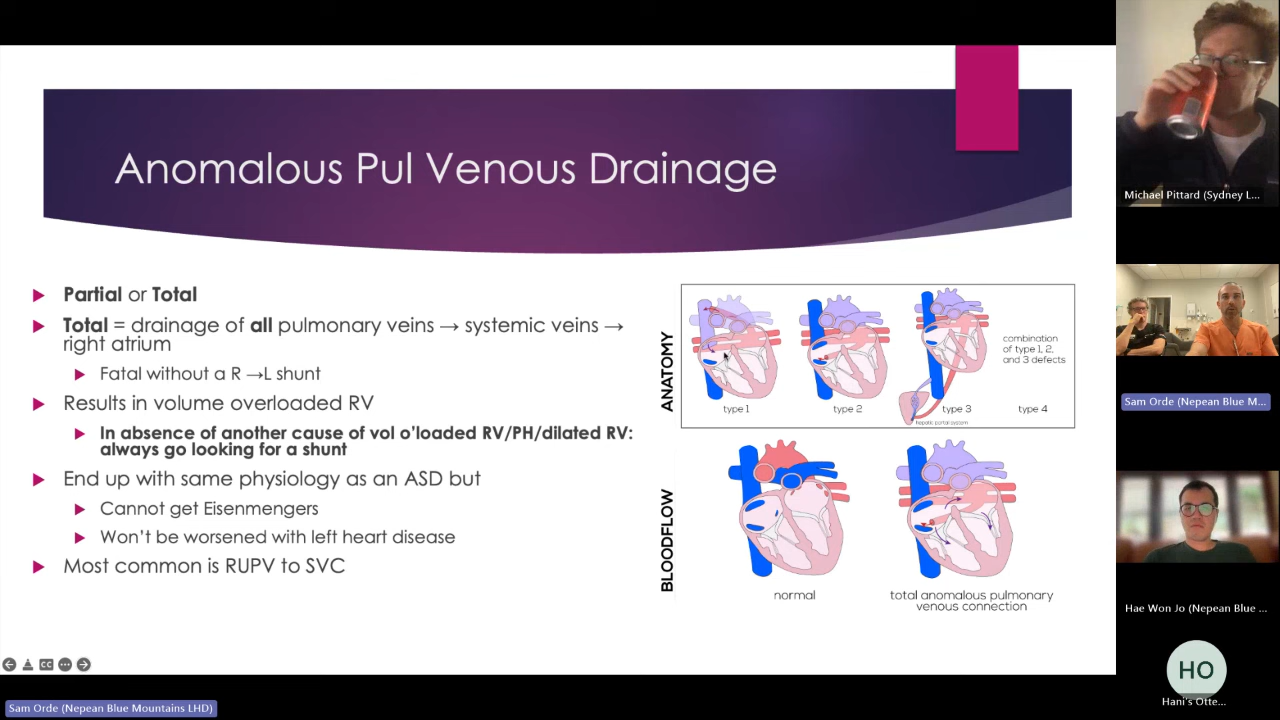 Anomalous Pul Venous Drainage
Partial or Total
Total = drainage of all pulmonary veins → systemic veins →
right atrium
Fatal without a R →L shunt
Results in volume overloaded RV
In absence of another cause of vol o'loaded RV/PH/dilated RV:
always go looking for a shunt
End up with same physiology as an ASD but
Cannot get Eisenmengers
Won't be worsened with left heart disease
Most common is RUPV to SVC
ANATOMY
type 1
type 2
type 3
hepatic portal system
combination
of type 1, 2,
and 3 defects
type 4
BLOODFLOW
normal
total anomalous pulmonary
venous connection
CC
Sam Orde (Nepean Blue Mountains LHD)
Michael Pittard (Sydney L...
Sam Orde (Nepean Blue M...
Hae Won Jo (Nepean Blue ...
HO
Hani's Otte...